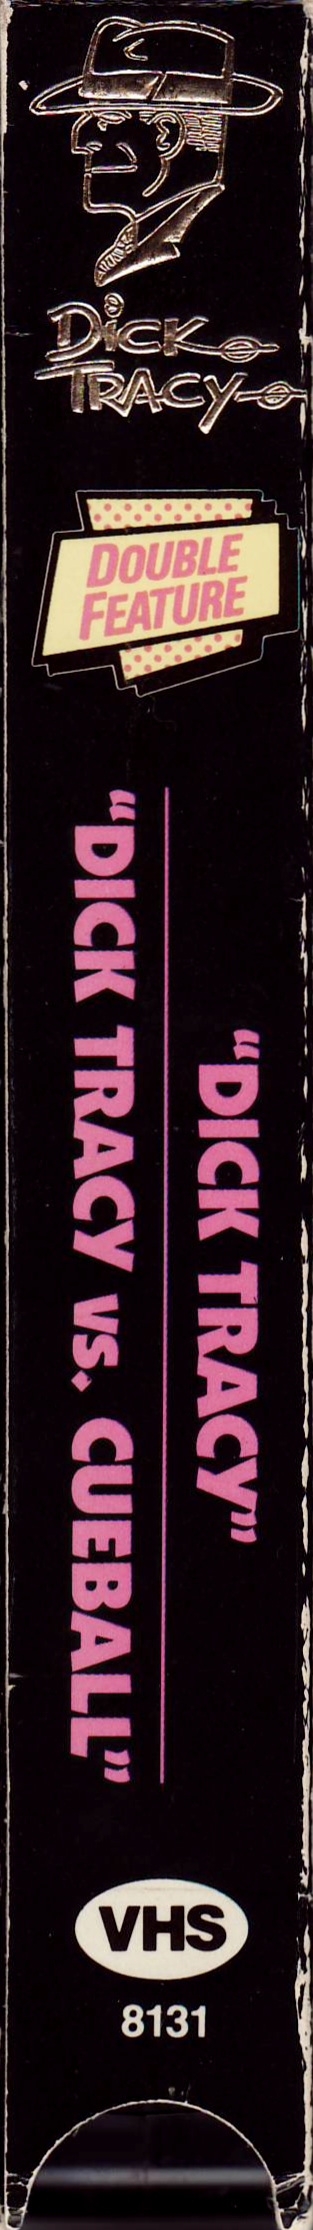 DICK
TRACY
DOUBLE
FEATURE
"DICK TRACY"
"DICK TRACY VS. CUEBALL"
VHS
8131